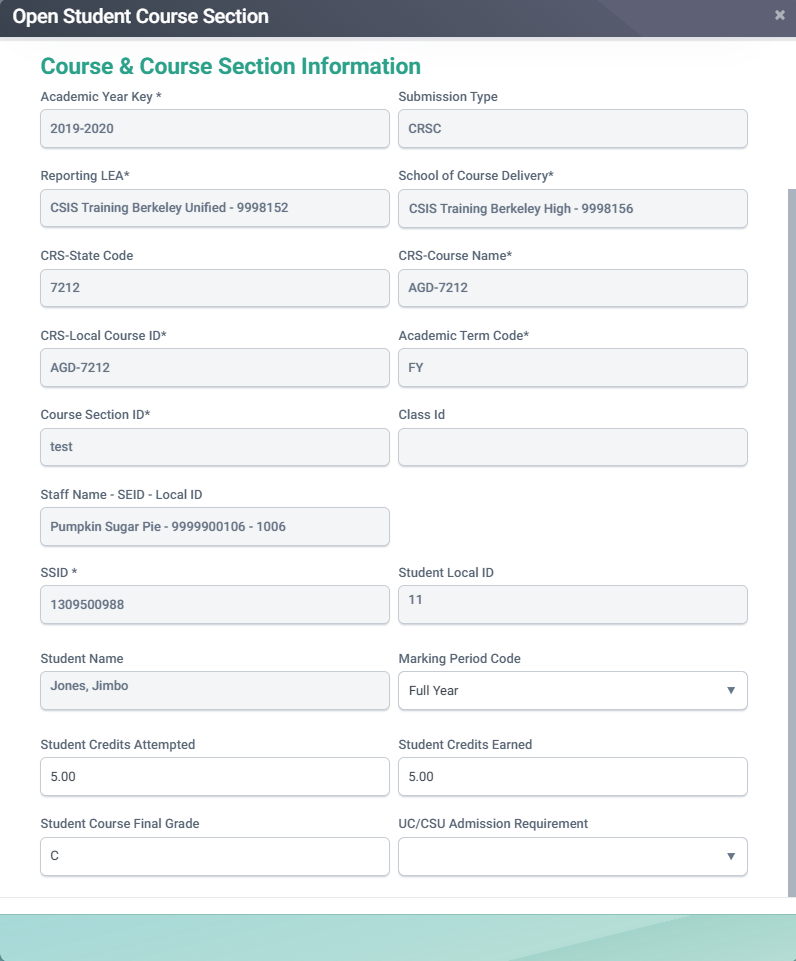 Open Student Course Section
Course & Course Section Information
Academic Year Key *
Submission Type
2019-2020
CRSC
Reporting LEA*
School of Course Delivery*
CSIS Training Berkeley Unified - 9998152
CSIS Training Berkeley High - 9998156
CRS-State Code
CRS-Course Name*
7212
AGD-7212
CRS-Local Course ID*
Academic Term Code*
AGD-7212
FY
Course Section ID*
Class Id
test
Staff Name - SEID - Local ID
Pumpkin Sugar Pie - 9999900106 - 1006
SSID *
Student Local ID
1309500988
11
Student Name
Marking Period Code
Jones, Jimbo
Full Year
Student Credits Attempted
Student Credits Earned
5.00
5.00
Student Course Final Grade
UC/CSU Admission Requirement
C